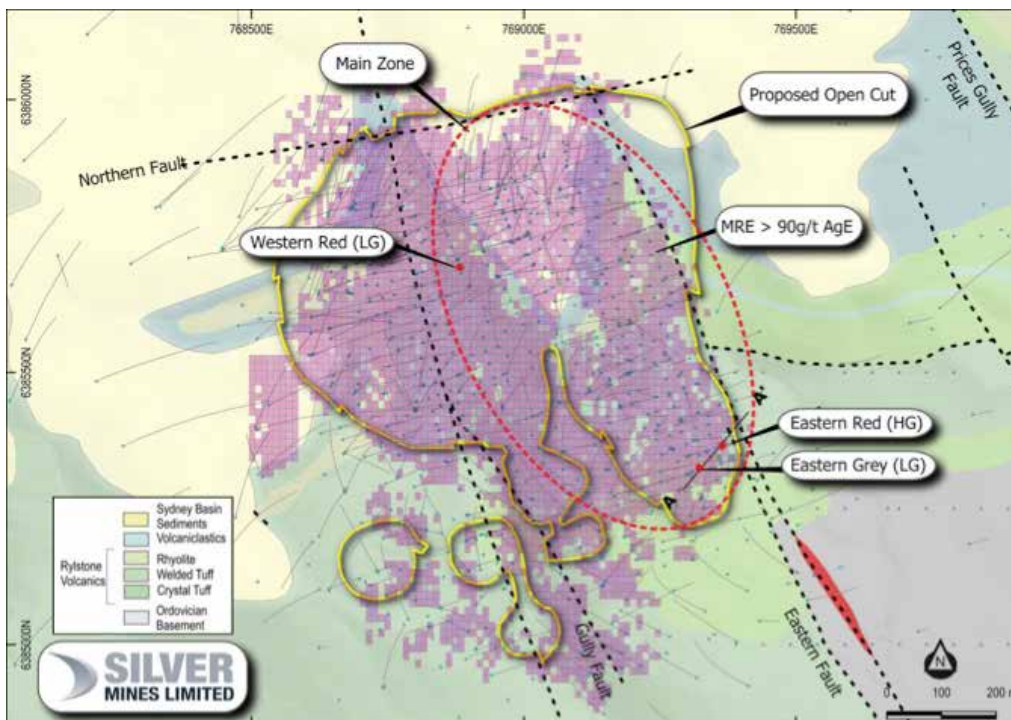 768500E
769000E
769500E
Main Zone
Proposed Open Cut
Prices Gully
Fault
6386000N
Northern Fault
MRE > 90g/t AgE
Western Red (LG)
6385500N
A'
Eastern Red (HG)
Eastern Grey (LG)
A
Sydney Basin
Sediments
Volcaniclastics
Rylstone
Volcanics
Rhyolite
Welded Tuff
Crystal Tuff
Ordovician
Basement
6385000N
Gully Fault
Eastern Fault
N
0 100 200 m
SILVER
MINES LIMITED